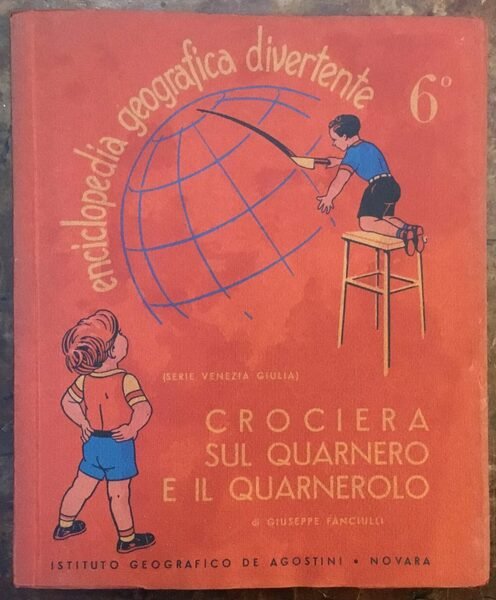 enciclopedia geografica divertente
6°
(SERIE VENEZIA GIULIA)
CROCIERA
SUL QUARNERO
E IL QUARNEROLO
di GIUSEPPE FANCIULLI
ISTITUTO GEOGRAFICO DE AGOSTINI • NOVARA